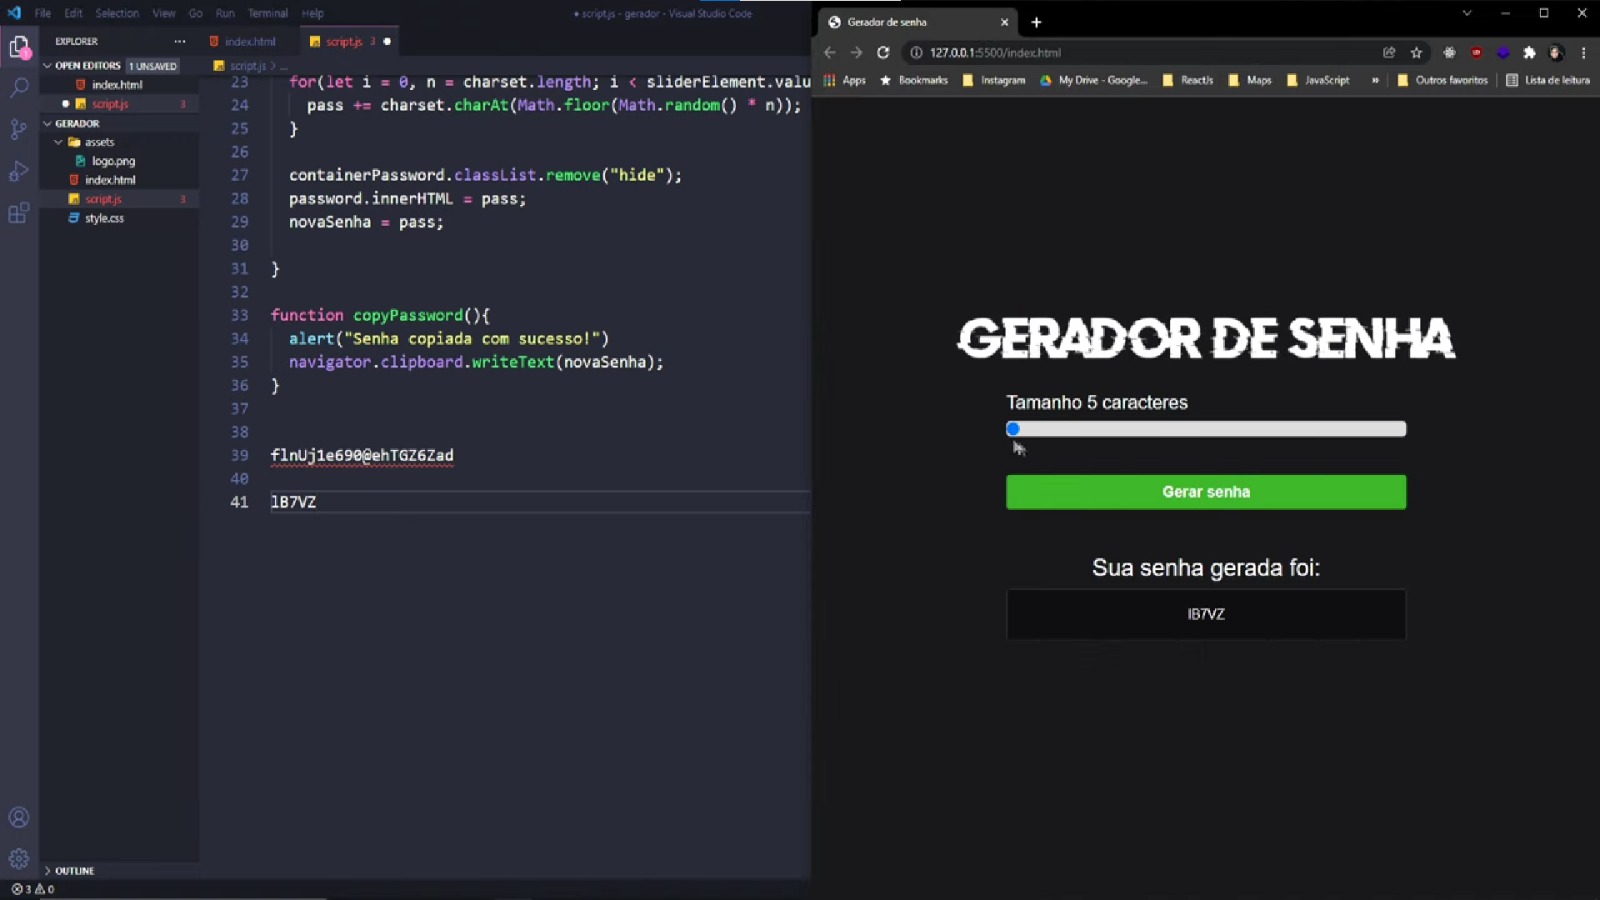 File Edit Selection View Go Run Terminal Help
● script.js - gerador - Visual Studio Code
EXPLORER
OPEN EDITORS 1 UNSAVED
index.html
script.js 3
GERADOR
assets
logo.png
index.html
script.js 3
style.css
OUTLINE
3 0
1
index.html
script.js 3
script.js > ...
23 for(let i = 0, n = charset.length; i < sliderElement.valu
24 pass += charset.charAt(Math.floor(Math.random() * n));
25 }
26
27 containerPassword.classList.remove("hide");
28 password.innerHTML = pass;
29 novaSenha = pass;
30
31 }
32
33 function copyPassword(){
34 alert("Senha copiada com sucesso!")
35 navigator.clipboard.writeText(novaSenha);
36 }
37
38
39 flnUj1e690@ehTGZ6Zad
40
41 lB7VZ
Gerador de senha
127.0.0.1:5500/index.html
Apps Bookmarks Instagram My Drive - Google... ReactJs Maps JavaScript » Outros favoritos Lista de leitura
GERADOR DE SENHA
Tamanho 5 caracteres
Gerar senha
Sua senha gerada foi:
lB7VZ